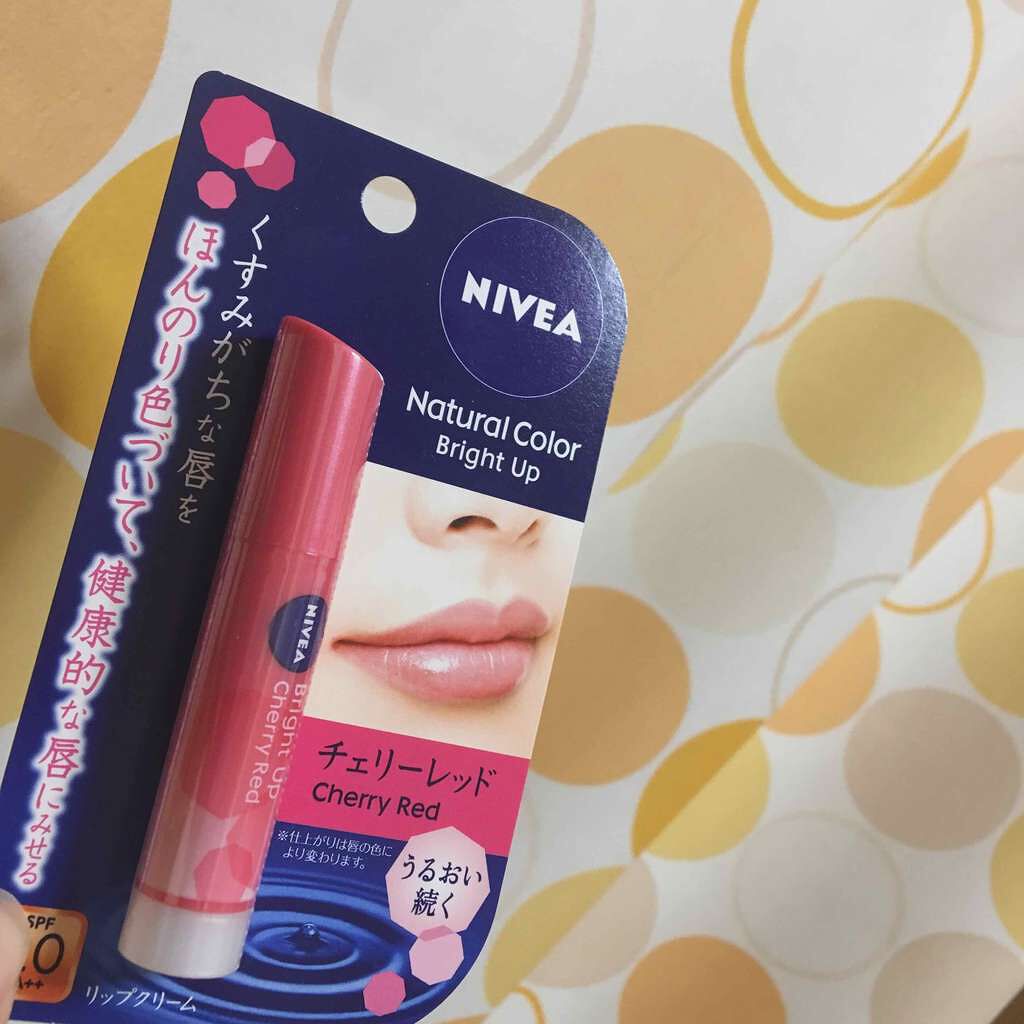 くすみがちな唇を
ほんのり色づいて、健康的な唇にみせる
NIVEA
Natural Color
Bright Up
NIVEA
Bright Up
Cherry Red
チェリーレッド
Cherry Red
※仕上がりは唇の色に
より変わります。
うるおい
続く
SPF
リップクリーム